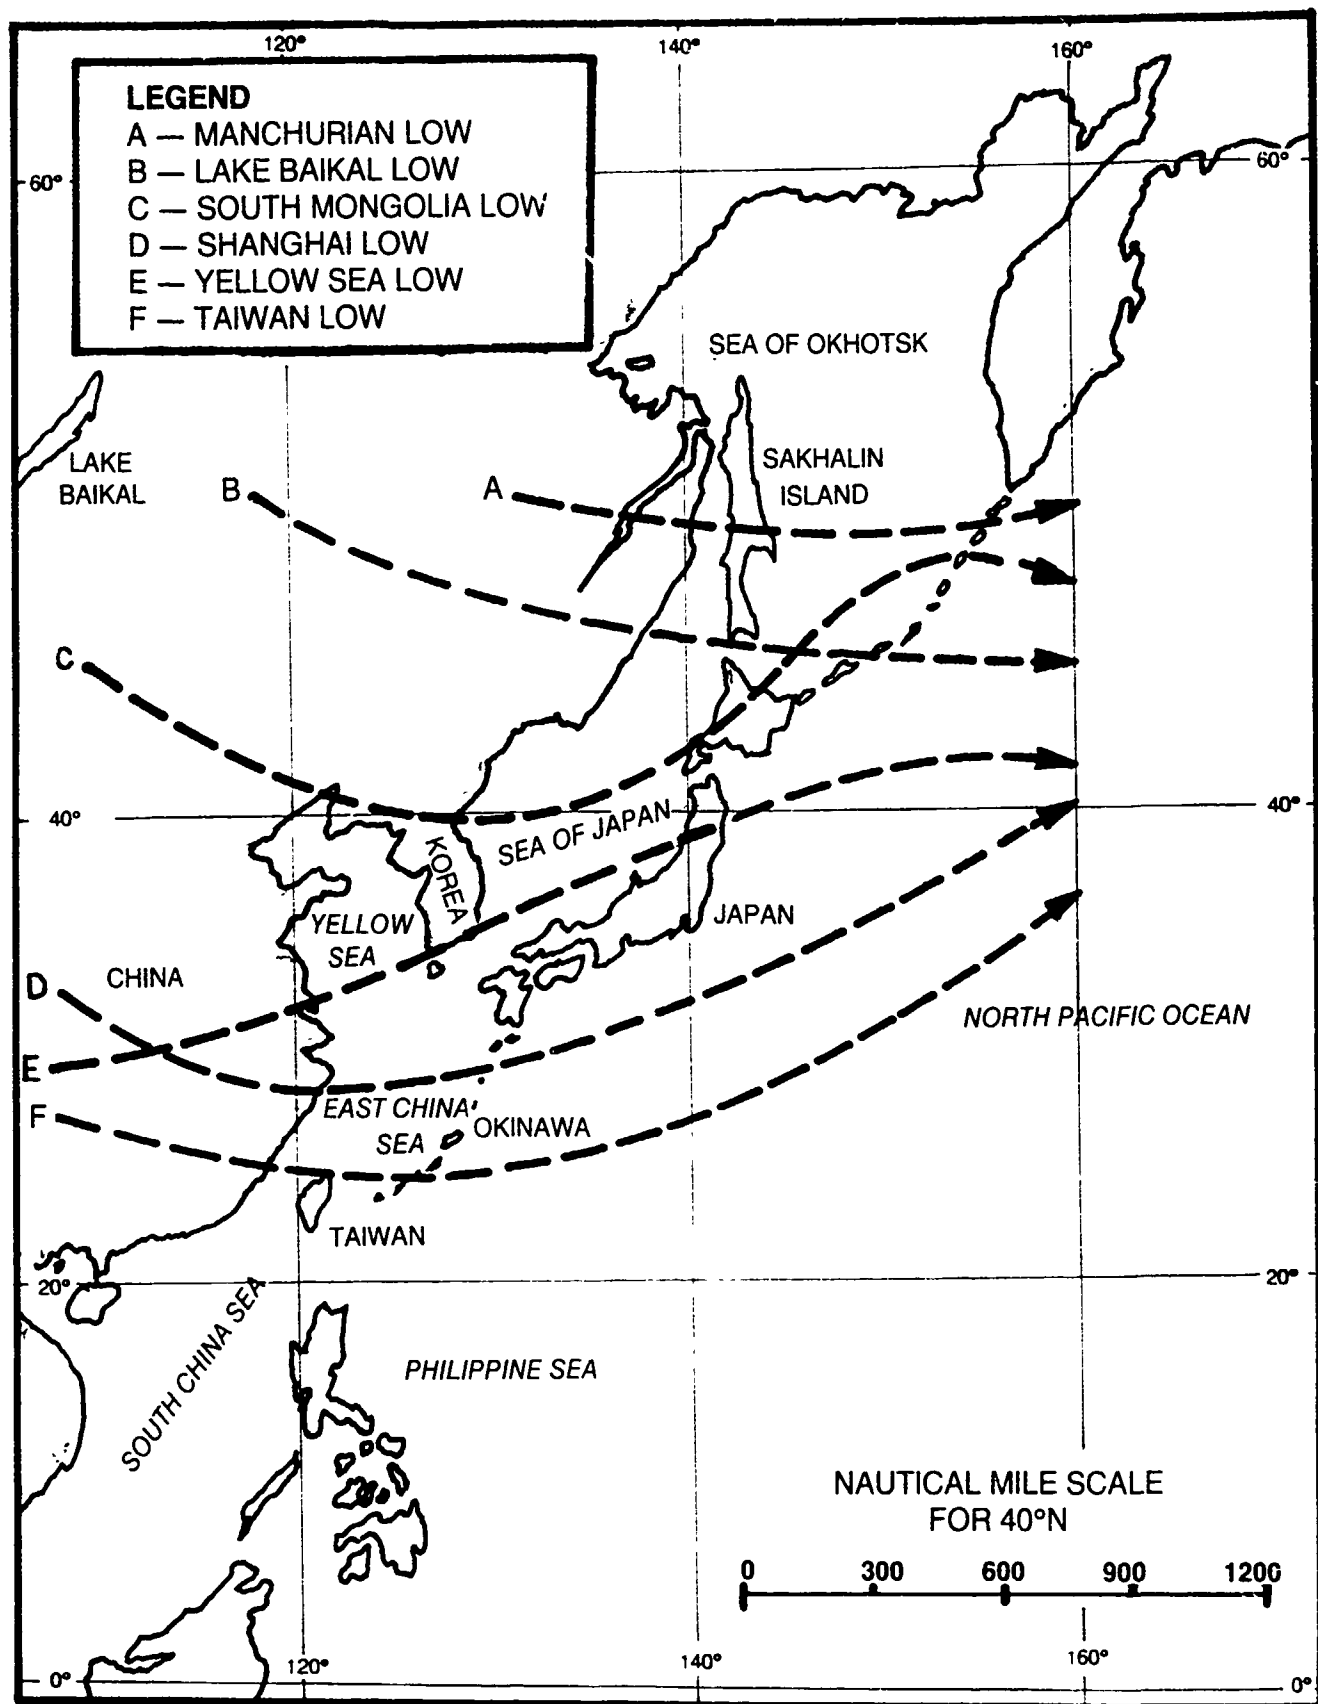 120° 140° 160°
LEGEND
A — MANCHURIAN LOW
B — LAKE BAIKAL LOW
C — SOUTH MONGOLIA LOW
D — SHANGHAI LOW
E — YELLOW SEA LOW
F — TAIWAN LOW
60° 60°
SEA OF OKHOTSK
LAKE
BAIKAL
B
A
SAKHALIN
ISLAND
C
40° 40°
SEA OF JAPAN
KOREA
YELLOW
SEA
JAPAN
CHINA
D
NORTH PACIFIC OCEAN
E
F
EAST CHINA
SEA
OKINAWA
TAIWAN
20° 20°
SOUTH CHINA SEA
PHILIPPINE SEA
NAUTICAL MILE SCALE
FOR 40°N
0 300 600 900 1200
120° 140° 160°
0° 0°